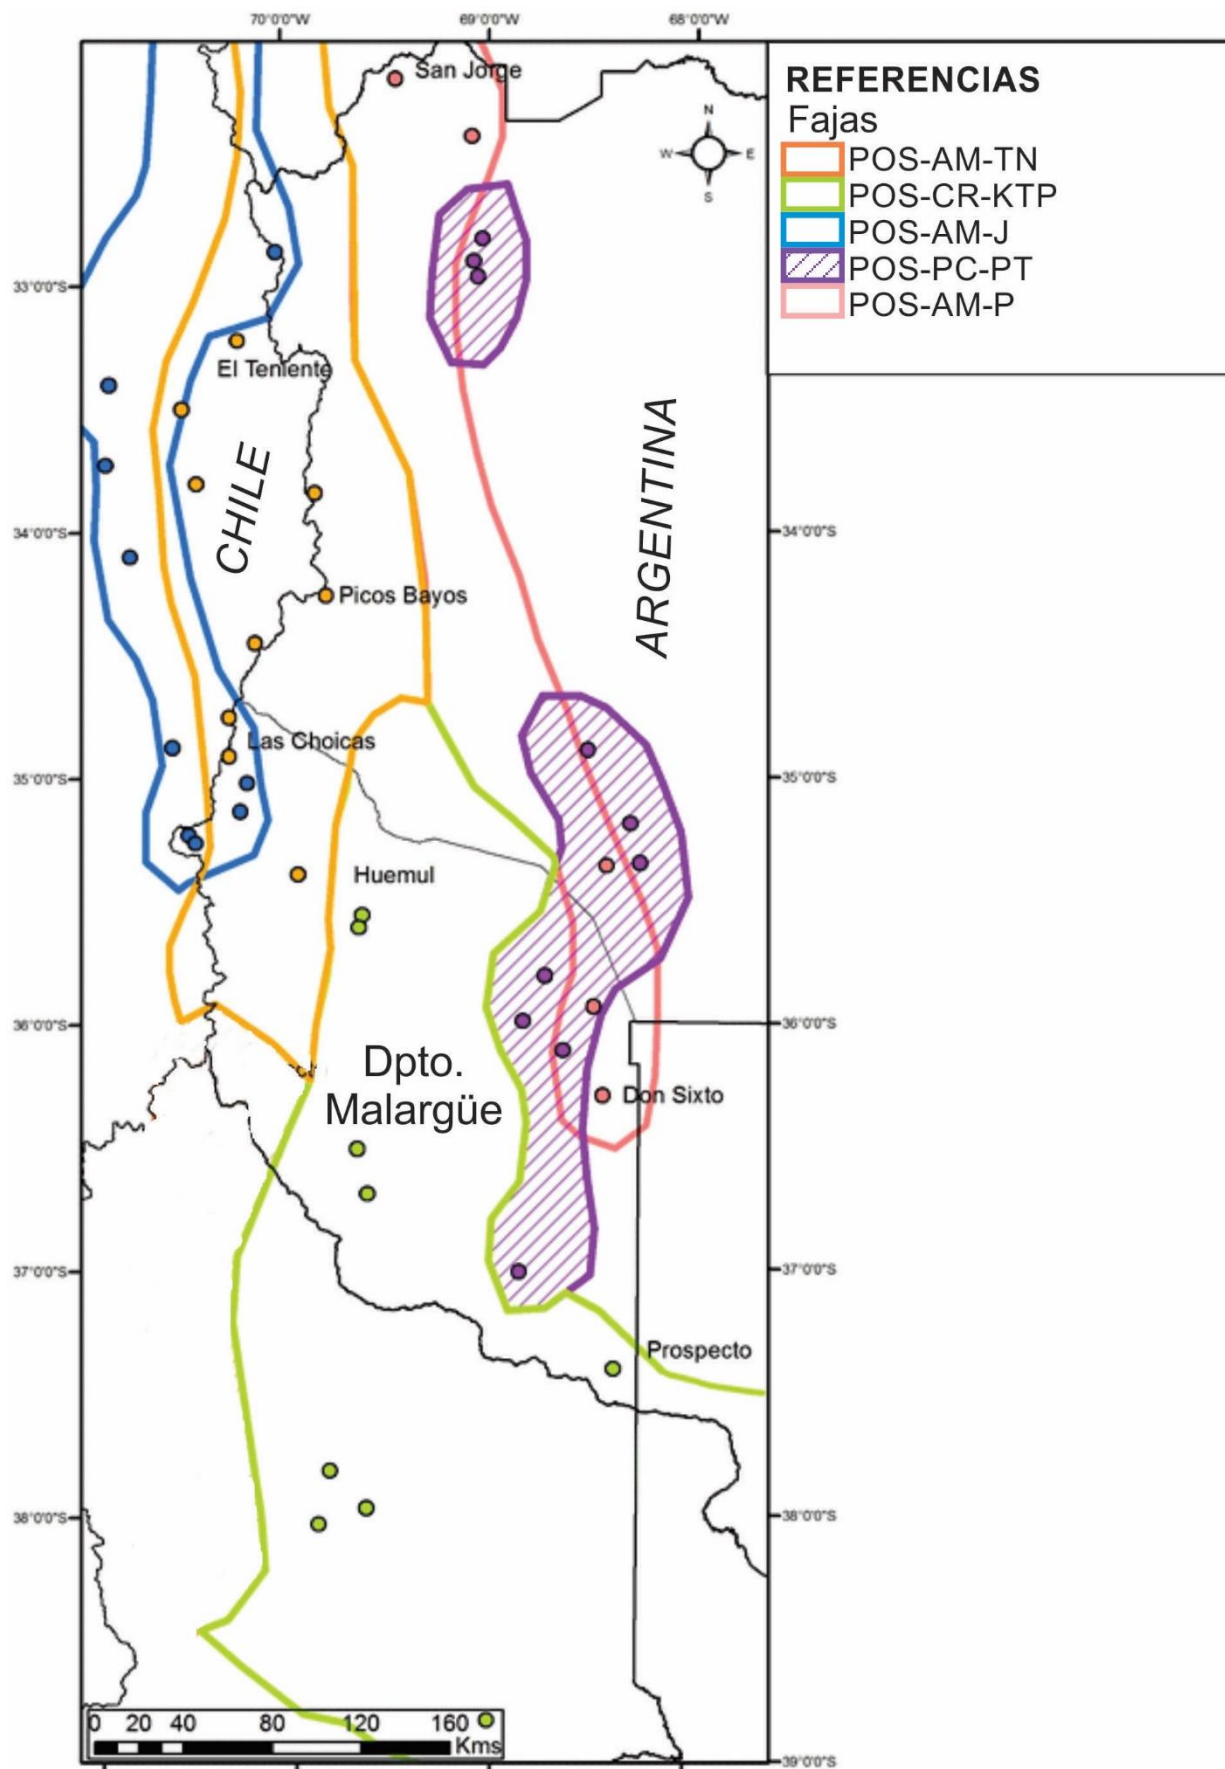 70°0'0"W 69°0'0"W 68°0'0"W
San Jorge
REFERENCIAS
Fajas
POS-AM-TN
POS-CR-KTP
POS-AM-J
POS-PC-PT
POS-AM-P
N
W E
S
33°0'0"S
El Teniente
CHILE
ARGENTINA
34°0'0"S 34°0'0"S
Picos Bayos
Las Choicas
35°0'0"S 35°0'0"S
Huemul
36°0'0"S 36°0'0"S
Dpto.
Malargüe
Don Sixto
37°0'0"S 37°0'0"S
Prospecto
38°0'0"S 38°0'0"S
0 20 40 80 120 160
Kms
39°0'0"S